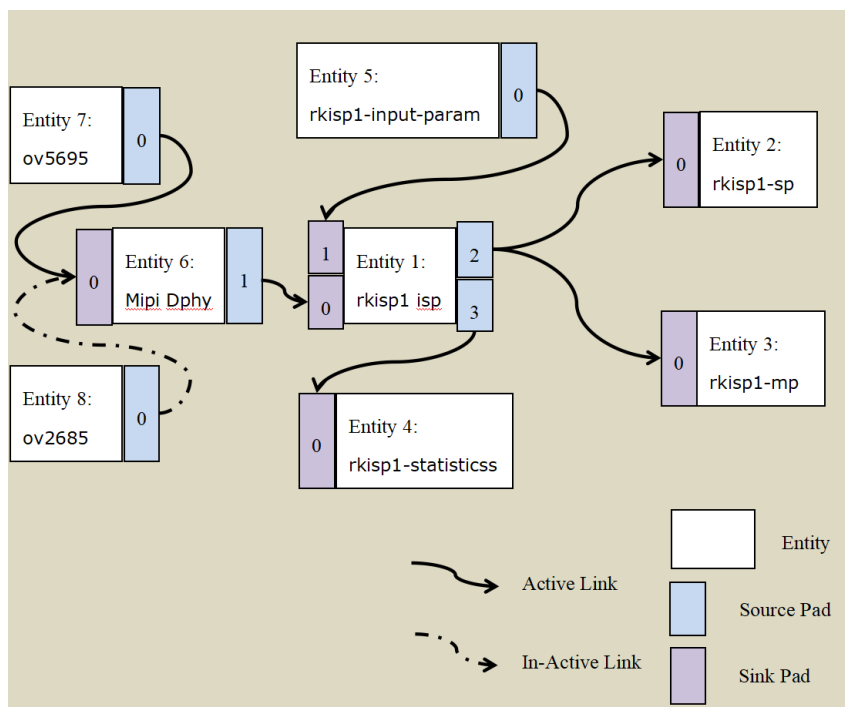 Entity 5:
rkisp1-input-param
0
Entity 7:
ov5695
0
0
Entity 2:
rkisp1-sp
0
Entity 6:
Mipi Dphy
1
1
0
Entity 1:
rkisp1 isp
2
3
0
Entity 3:
rkisp1-mp
Entity 8:
ov2685
0
0
Entity 4:
rkisp1-statisticss
Entity
Active Link
Source Pad
In-Active Link
Sink Pad